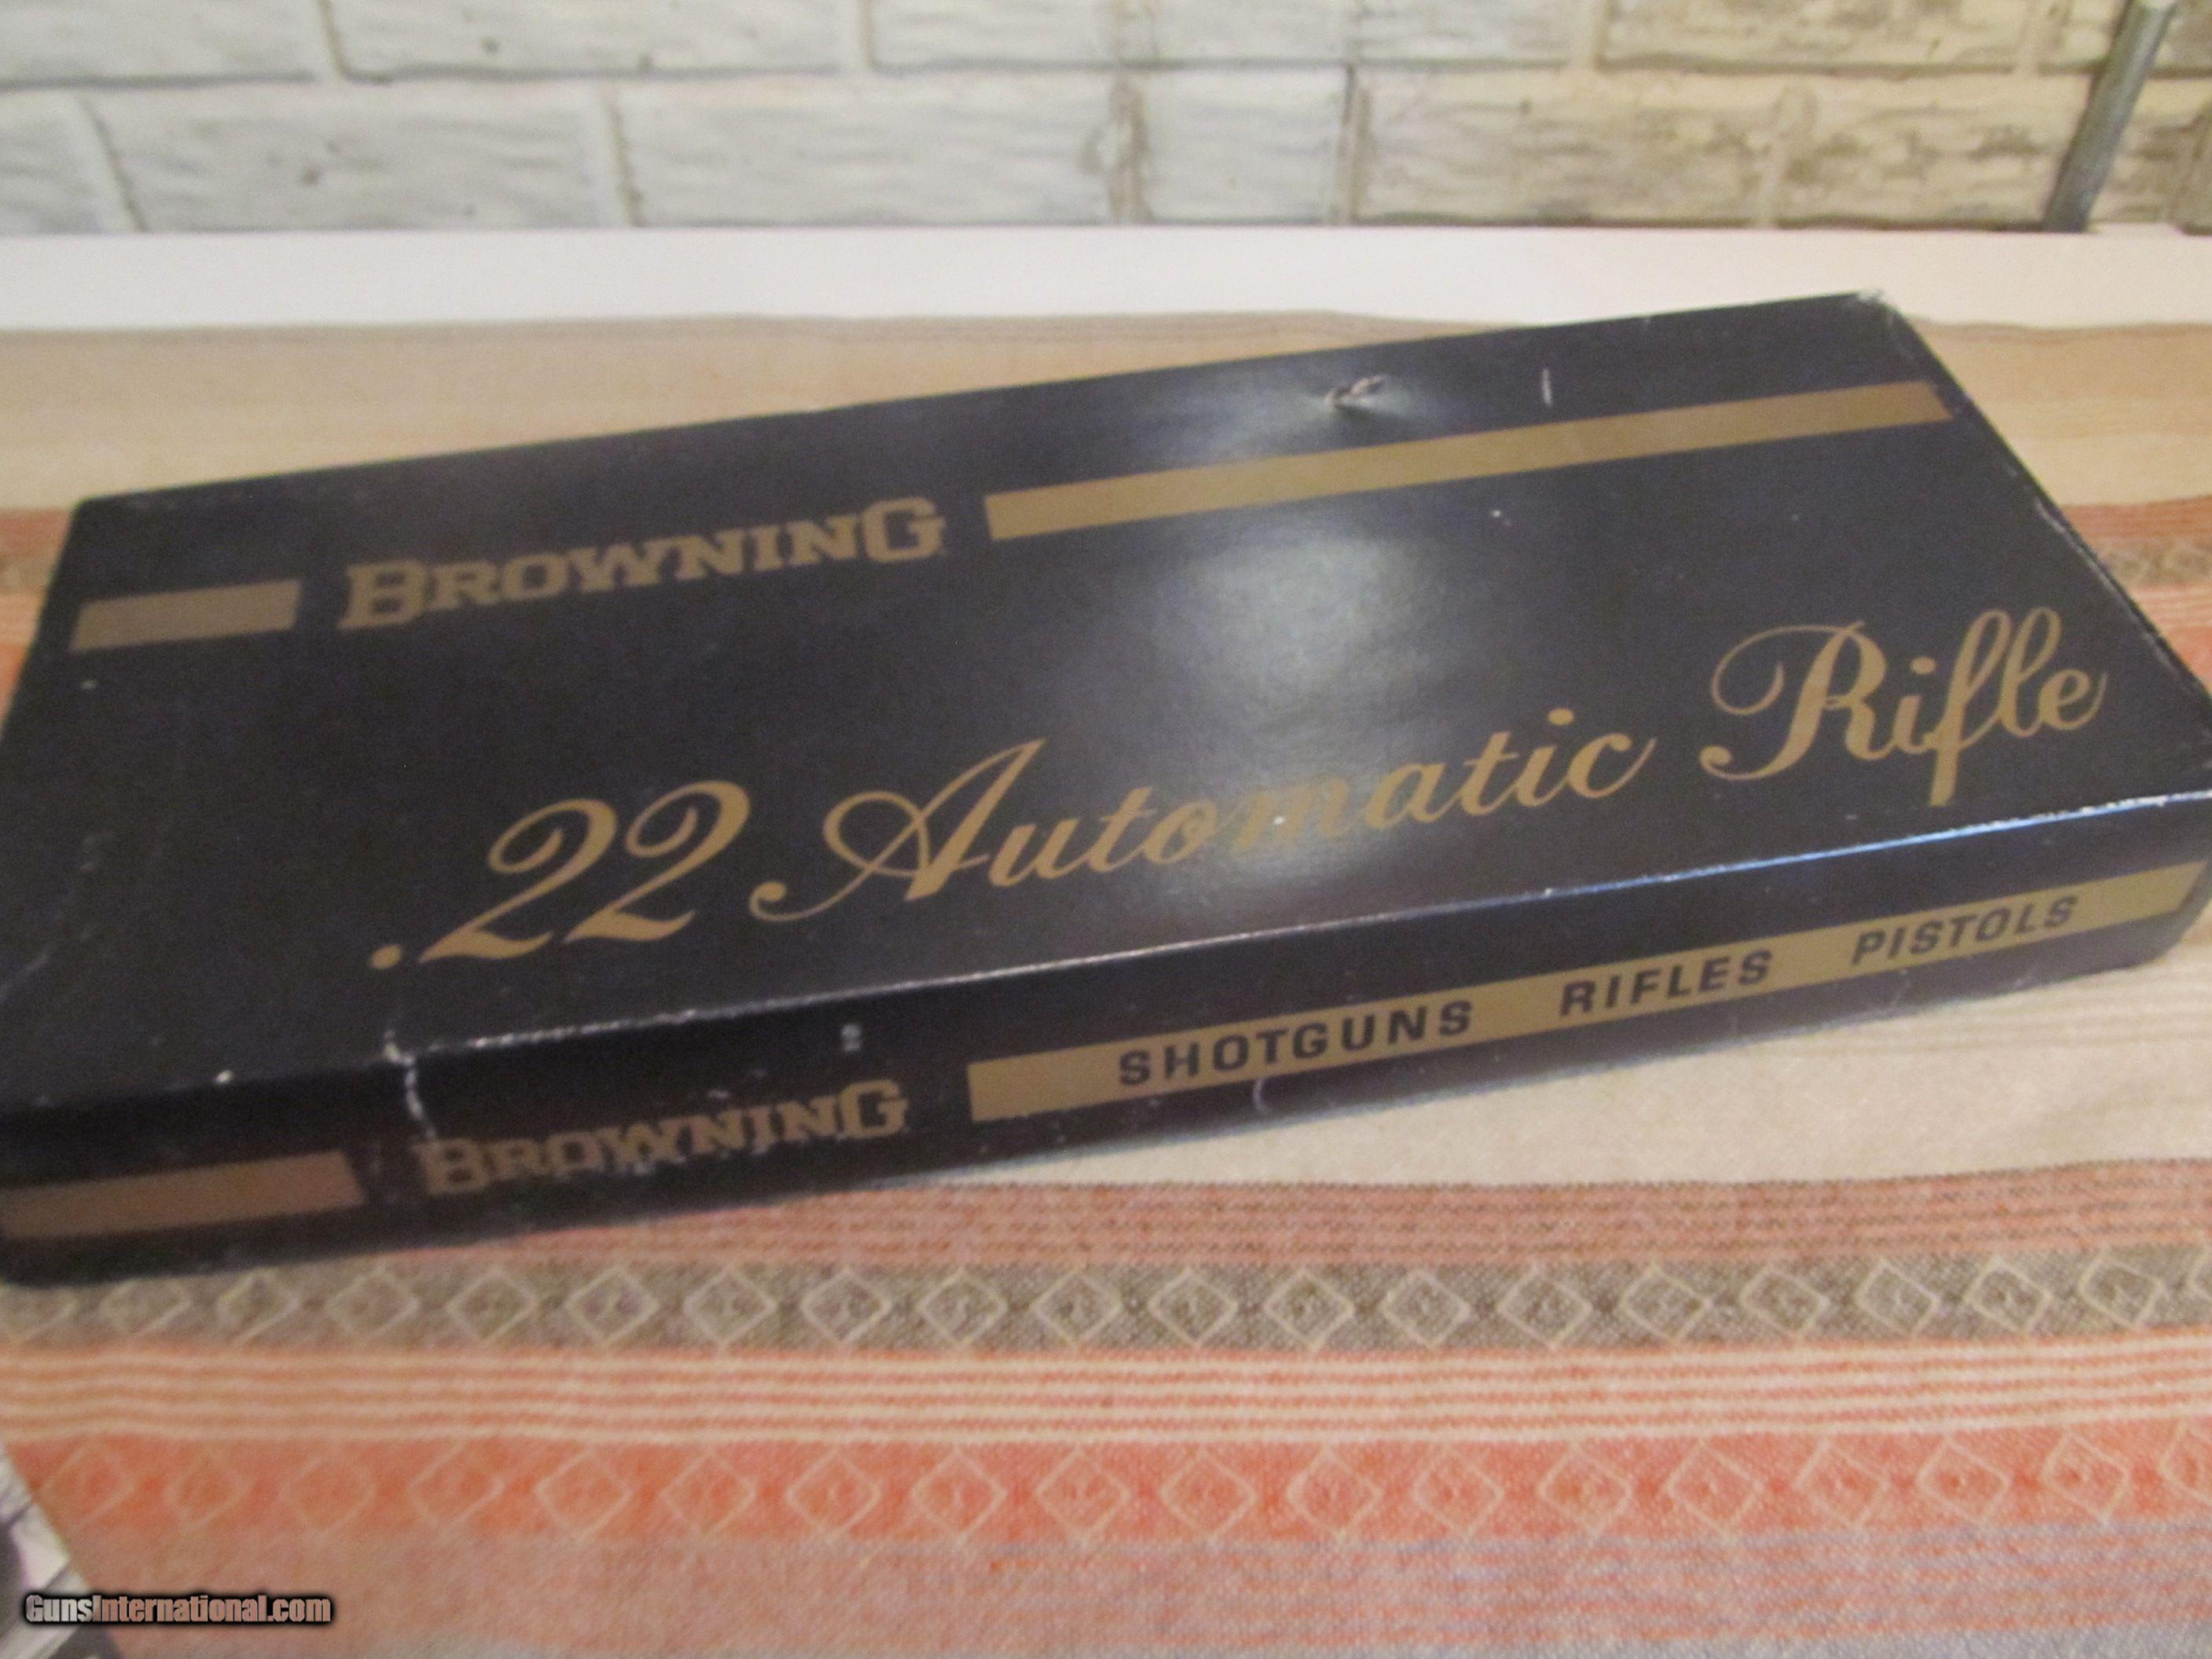 BROWNING
.22 Automatic Rifle
BROWNING SHOTGUNS RIFLES PISTOLS
GunsInternational.com